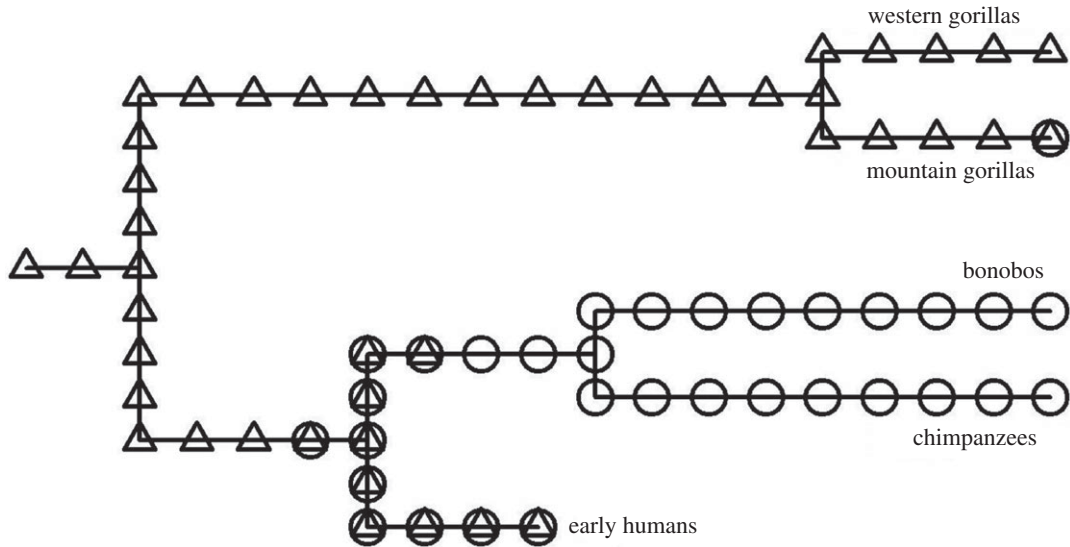 western gorillas
mountain gorillas
bonobos
chimpanzees
early humans